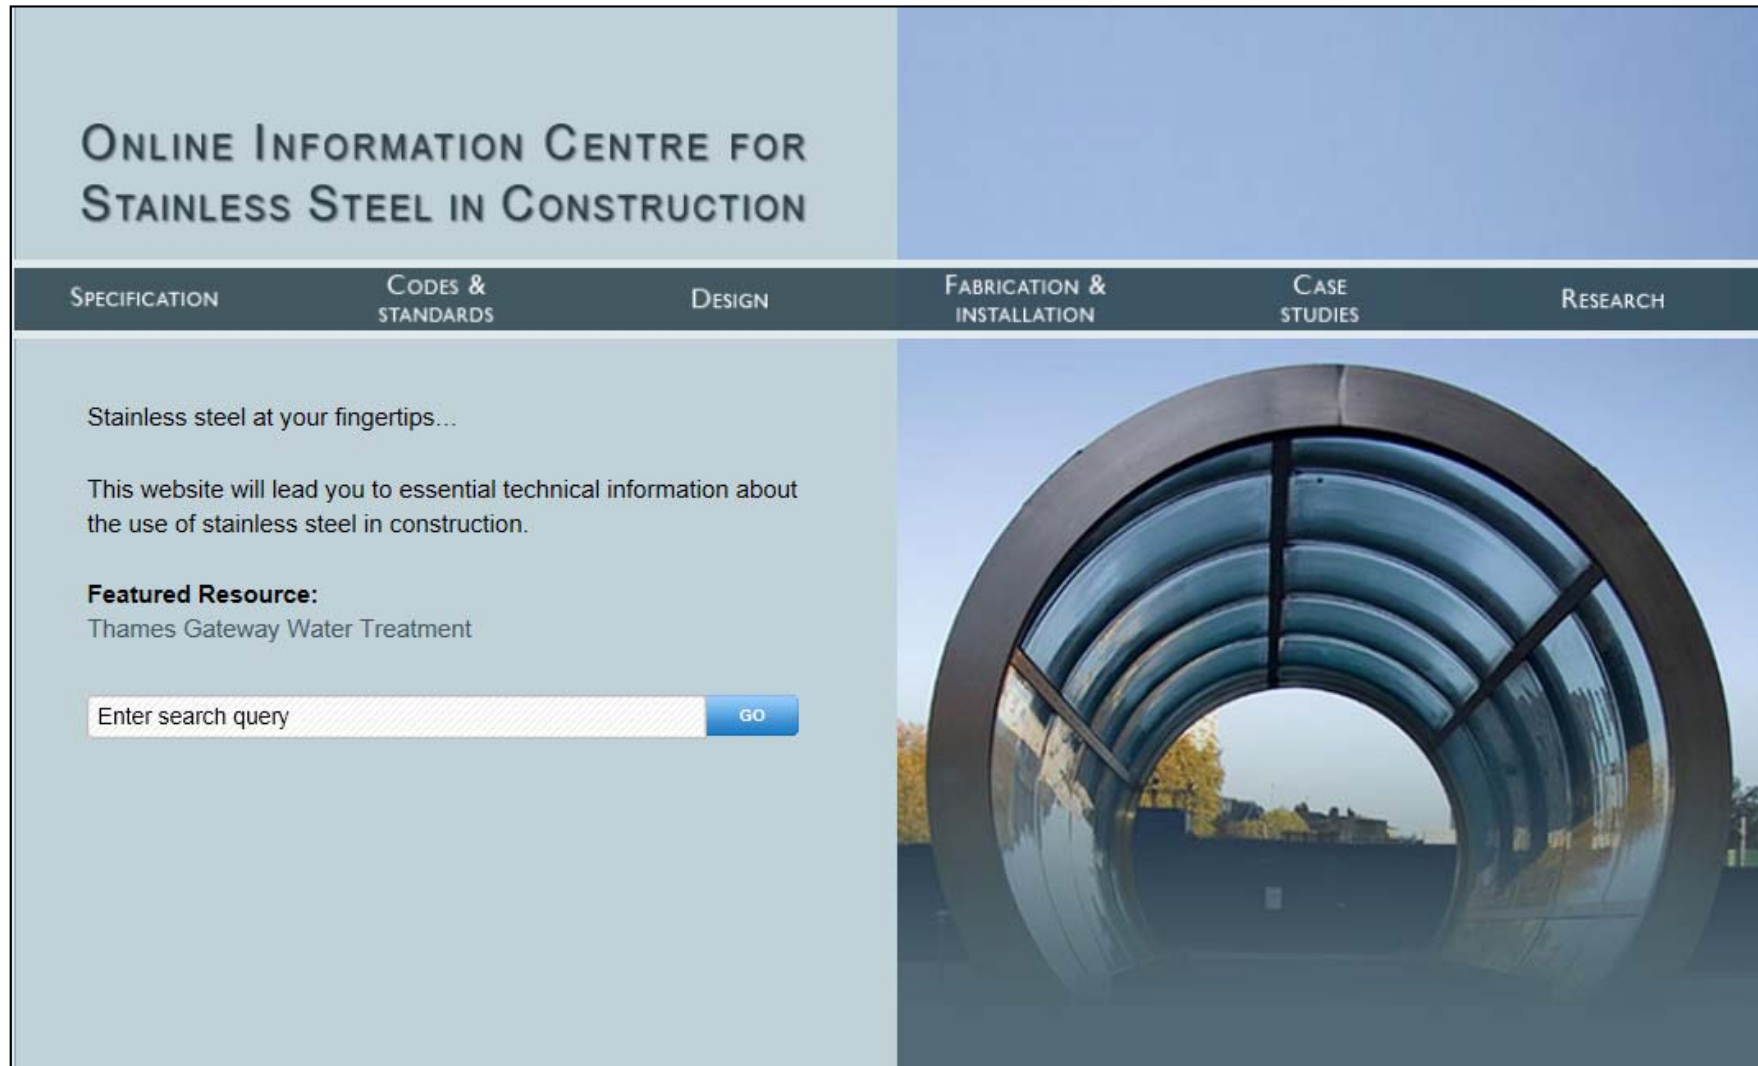 ONLINE INFORMATION CENTRE FOR
STAINLESS STEEL IN CONSTRUCTION
SPECIFICATION
CODES &
STANDARDS
DESIGN
FABRICATION &
INSTALLATION
CASE
STUDIES
RESEARCH
Stainless steel at your fingertips...
This website will lead you to essential technical information about
the use of stainless steel in construction.
Featured Resource:
Thames Gateway Water Treatment
Enter search query
GO